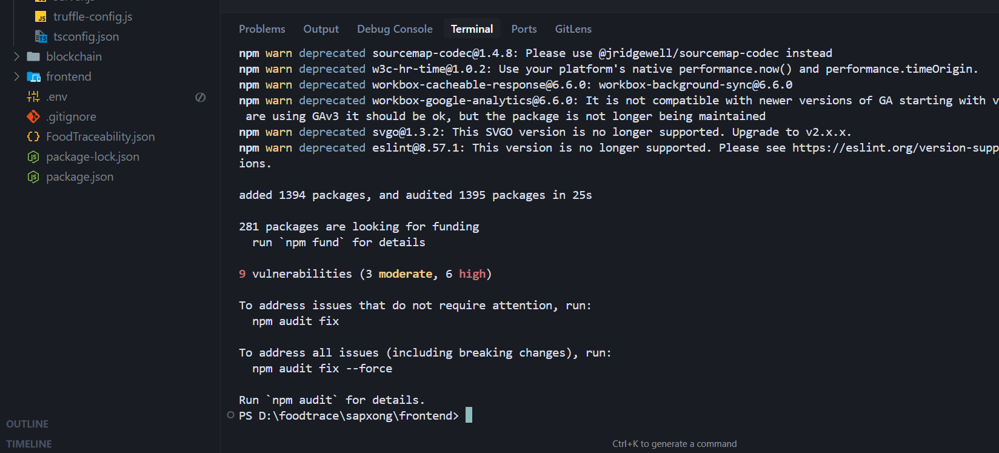 truffle-config.js
tsconfig.json
blockchain
frontend
.env
.gitignore
FoodTraceability.json
package-lock.json
package.json
OUTLINE
TIMELINE
Problems Output Debug Console Terminal Ports GitLens
npm warn deprecated sourcemap-codec@1.4.8: Please use @jridgewell/sourcemap-codec instead
npm warn deprecated w3c-hr-time@1.0.2: Use your platform's native performance.now() and performance.timeOrigin.
npm warn deprecated workbox-cacheable-response@6.6.0: workbox-background-sync@6.6.0
npm warn deprecated workbox-google-analytics@6.6.0: It is not compatible with newer versions of GA starting with v
are using GAv3 it should be ok, but the package is not longer being maintained
npm warn deprecated svgo@1.3.2: This SVGO version is no longer supported. Upgrade to v2.x.x.
npm warn deprecated eslint@8.57.1: This version is no longer supported. Please see https://eslint.org/version-supp
ions.
added 1394 packages, and audited 1395 packages in 25s
281 packages are looking for funding
run `npm fund` for details
9 vulnerabilities (3 moderate, 6 high)
To address issues that do not require attention, run:
npm audit fix
To address all issues (including breaking changes), run:
npm audit fix --force
Run `npm audit` for details.
PS D:\foodtrace\sapxong\frontend>
Ctrl+K to generate a command